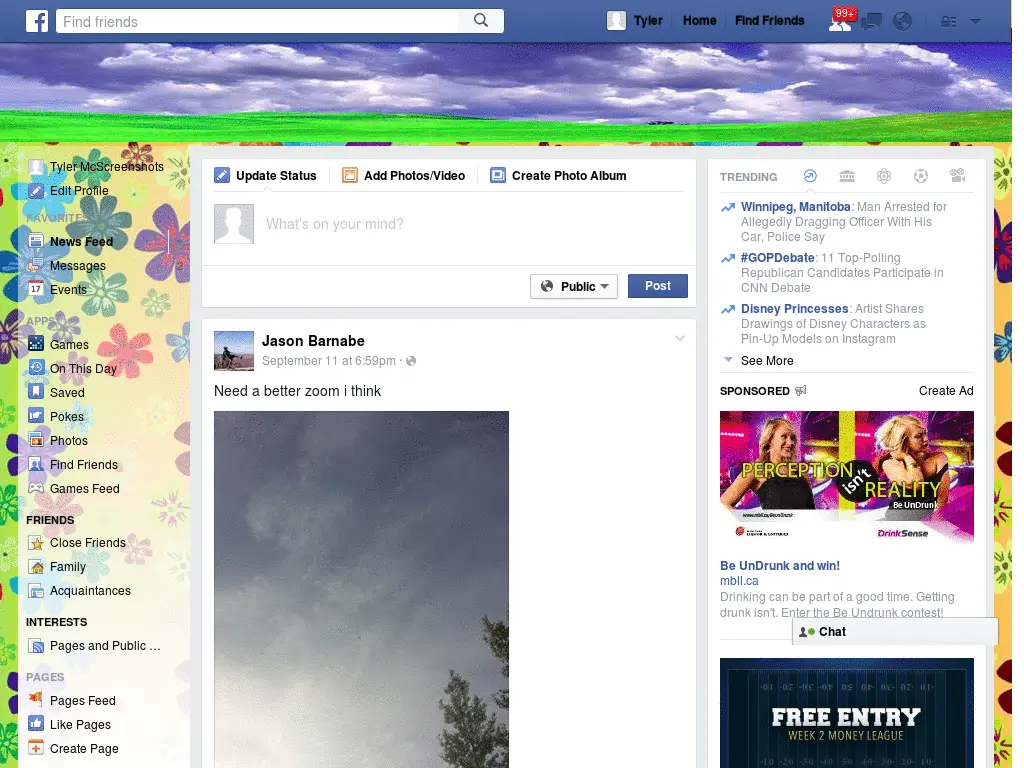 Find friends
Tyler
Home
Find Friends
99+
Tyler McScreenshots
Edit Profile
FAVORITES
News Feed
Messages
17
Events
APPS
Games
On This Day
Saved
Pokes
Photos
Find Friends
Games Feed
FRIENDS
Close Friends
Family
Acquaintances
INTERESTS
Pages and Public ...
PAGES
Pages Feed
Like Pages
Create Page
Update Status
Add Photos/Video
Create Photo Album
What's on your mind?
Public
Post
Jason Barnabe
September 11 at 6:59pm ·
Need a better zoom i think
TRENDING
Winnipeg, Manitoba: Man Arrested for
Allegedly Dragging Officer With His
Car, Police Say
#GOPDebate: 11 Top-Polling
Republican Candidates Participate in
CNN Debate
Disney Princesses: Artist Shares
Drawings of Disney Characters as
Pin-Up Models on Instagram
See More
SPONSORED
Create Ad
PERCEPTION
isn't
REALITY
Be UnDrunk
DrinkSense
Be UnDrunk and win!
mbll.ca
Drinking can be part of a good time. Getting
drunk isn't. Enter the Be Undrunk contest!
Chat
FREE ENTRY
WEEK 2 MONEY LEAGUE